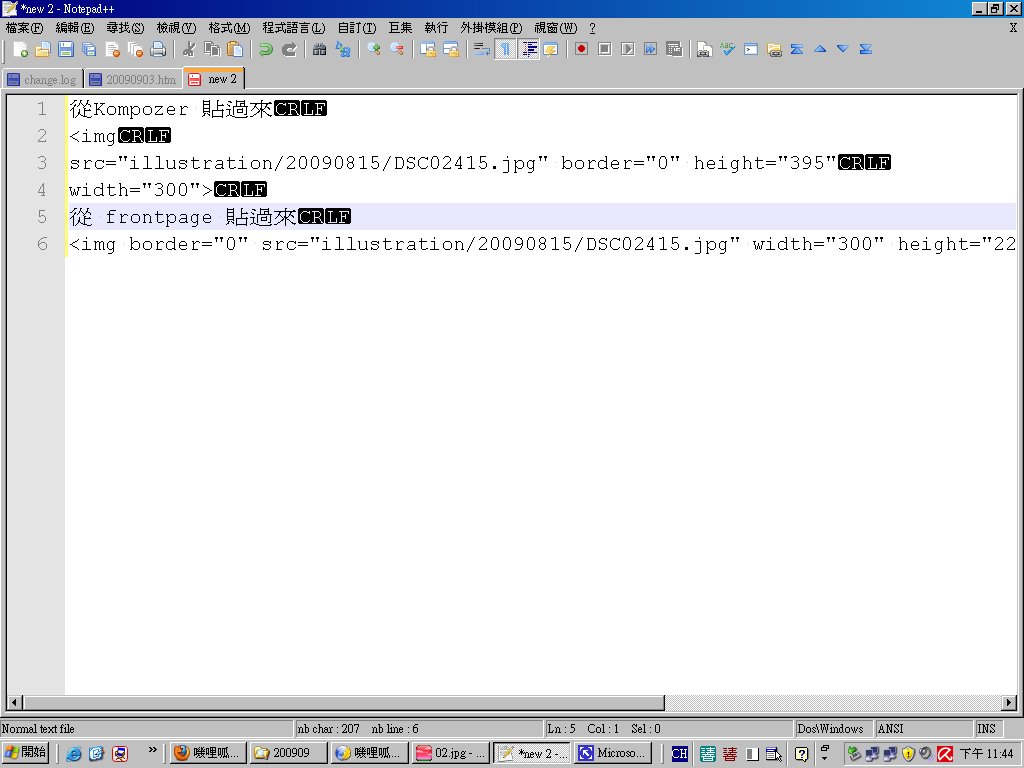 *new 2 - Notepad++
檔案(F) 編輯(E) 尋找(S) 檢視(V) 格式(M) 程式語言(L) 自訂(T) 巨集 執行 外掛模組(P) 視窗(W) ? X
change.log 20090903.htm new 2
1 從Kompozer 貼過來CRLF
2 <imgCRLF
3 src="illustration/20090815/DSC02415.jpg" border="0" height="395"CRLF
4 width="300">CRLF
5 從 frontpage 貼過來CRLF
6 <img border="0" src="illustration/20090815/DSC02415.jpg" width="300" height="22
Normal text file nb char : 207 nb line : 6 Ln : 5 Col : 1 Sel : 0 Dos\Windows ANSI INS
開始 » 200909 02.jpg - ... *new 2 -... Microso... CH 下午 11:44